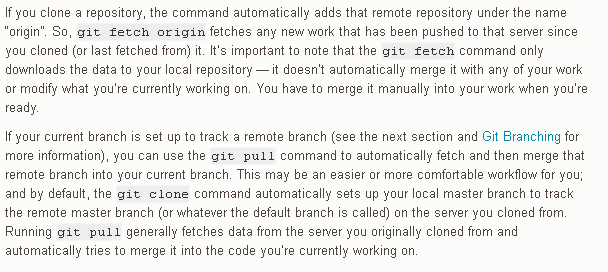 If you clone a repository, the command automatically adds that remote repository under the name
"origin". So, git fetch origin fetches any new work that has been pushed to that server since
you cloned (or last fetched from) it. It's important to note that the git fetch command only
downloads the data to your local repository — it doesn't automatically merge it with any of your work
or modify what you're currently working on. You have to merge it manually into your work when you're
ready.
If your current branch is set up to track a remote branch (see the next section and Git Branching for
more information), you can use the git pull command to automatically fetch and then merge that
remote branch into your current branch. This may be an easier or more comfortable workflow for you;
and by default, the git clone command automatically sets up your local master branch to track
the remote master branch (or whatever the default branch is called) on the server you cloned from.
Running git pull generally fetches data from the server you originally cloned from and
automatically tries to merge it into the code you're currently working on.